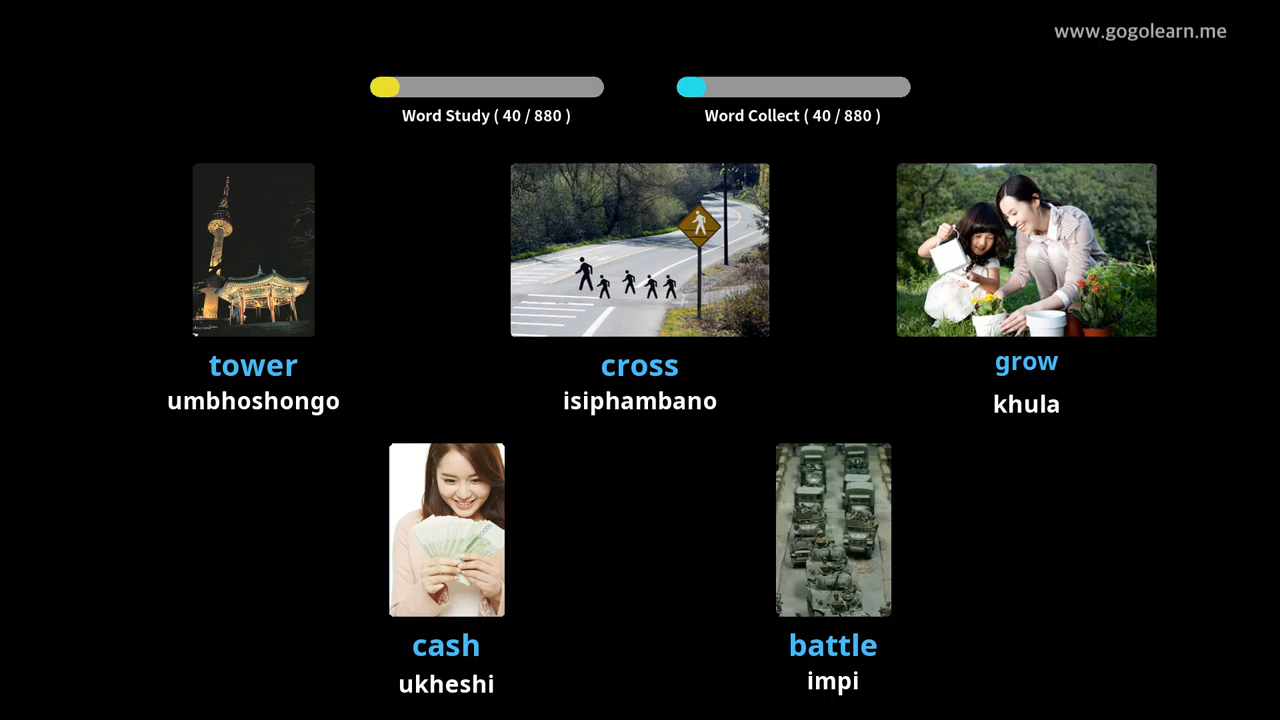 www.gogolearn.me
Word Study ( 40 / 880 )
Word Collect ( 40 / 880 )
tower
umbhoshongo
cross
isiphambano
grow
khula
cash
ukheshi
battle
impi